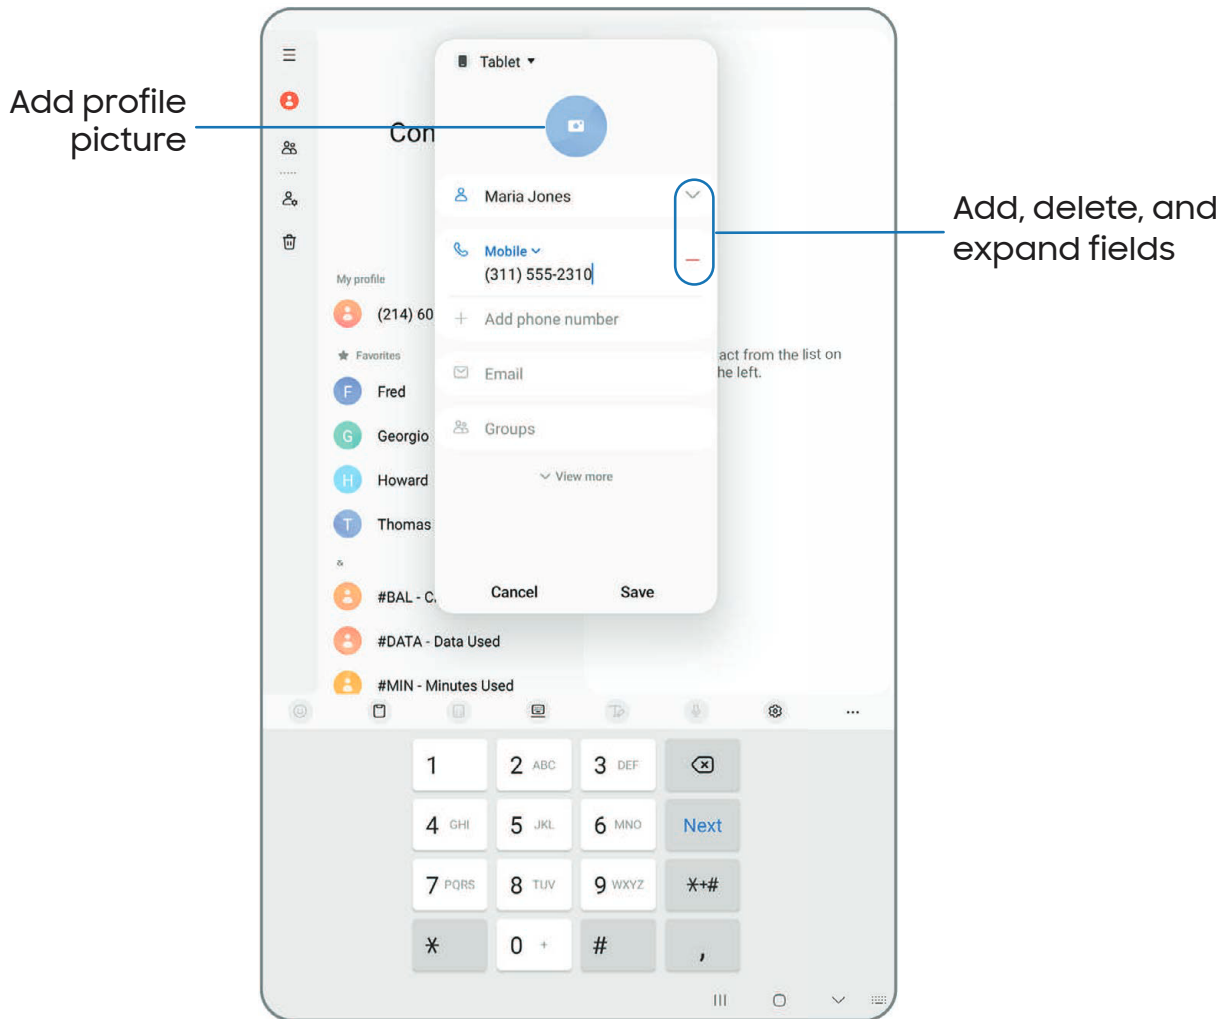 Add profile
picture
Add, delete, and
expand fields
Con
Tablet
Maria Jones
Mobile
(311) 555-2310
Add phone number
Email
Groups
View more
Cancel
Save
My profile
(214) 60
Favorites
F Fred
G Georgio
H Howard
T Thomas
&
#BAL - C
#DATA - Data Used
#MIN - Minutes Used
act from the list on
he left.
1
2 ABC
3 DEF
4 GHI
5 JKL
6 MNO
Next
7 PQRS
8 TUV
9 WXYZ
*+#
*
0 +
#
,